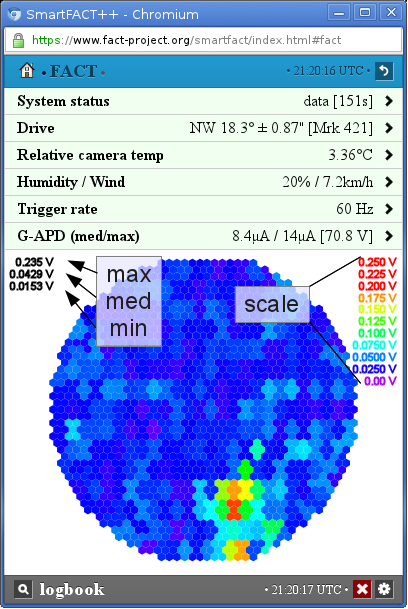 SmartFACT++ - Chromium
https://www.fact-project.org/smartfact/index.html#fact
• FACT • • 21:20:16 UTC •
System status data [151s]
Drive NW 18.3° ± 0.87" [Mrk 421]
Relative camera temp 3.36°C
Humidity / Wind 20% / 7.2km/h
Trigger rate 60 Hz
G-APD (med/max) 8.4µA / 14µA [70.8 V]
0.235 V
0.0429 V
0.0153 V
max
med
min
scale
0.250 V
0.225 V
0.200 V
0.175 V
0.150 V
0.125 V
0.100 V
0.0750 V
0.0500 V
0.0250 V
0.00 V
logbook • 21:20:17 UTC •